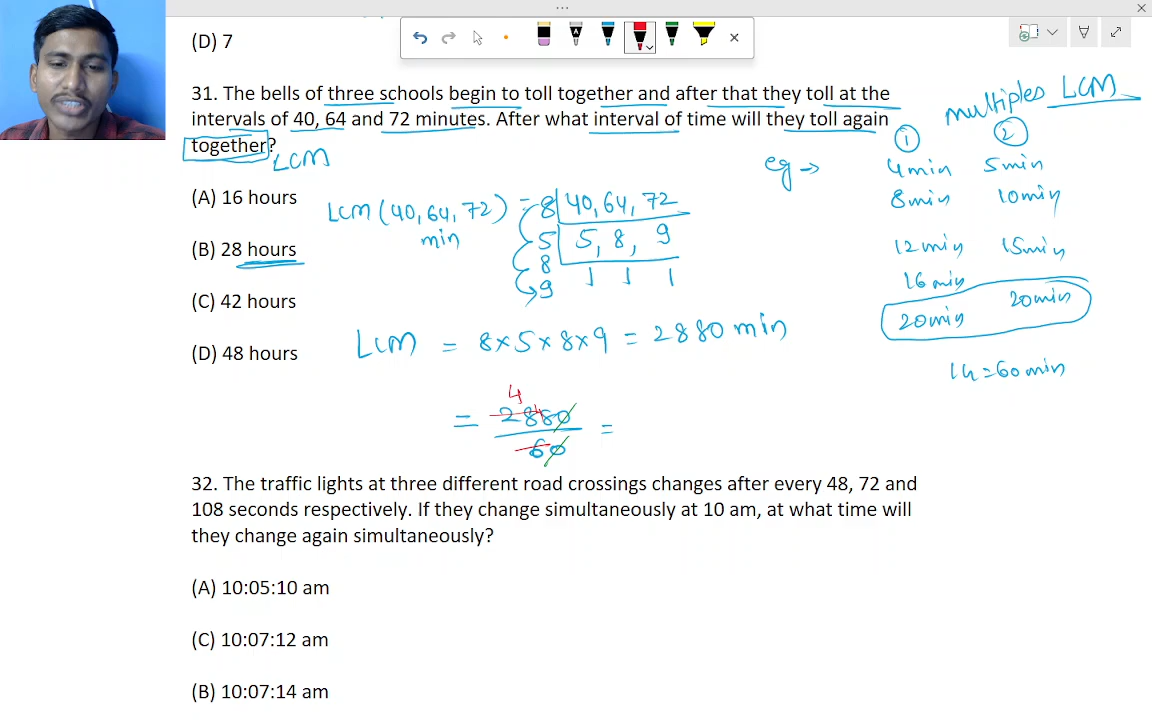 (D) 7
31. The bells of three schools begin to toll together and after that they toll at the
intervals of 40, 64 and 72 minutes. After what interval of time will they toll again
together?
LCM
multiples LCM
1 2
eg →
4min 5min
8min 10min
12min 15min
16min
20min 20min
1h = 60 min
(A) 16 hours
LCM (40, 64, 72) = 8 40, 64, 72
min 5 5, 8, 9
8 1 1 1
9
(B) 28 hours
(C) 42 hours
LCM = 8×5×8×9 = 2880 min
(D) 48 hours
4
= 2880 =
60
32. The traffic lights at three different road crossings changes after every 48, 72 and
108 seconds respectively. If they change simultaneously at 10 am, at what time will
they change again simultaneously?
(A) 10:05:10 am
(C) 10:07:12 am
(B) 10:07:14 am